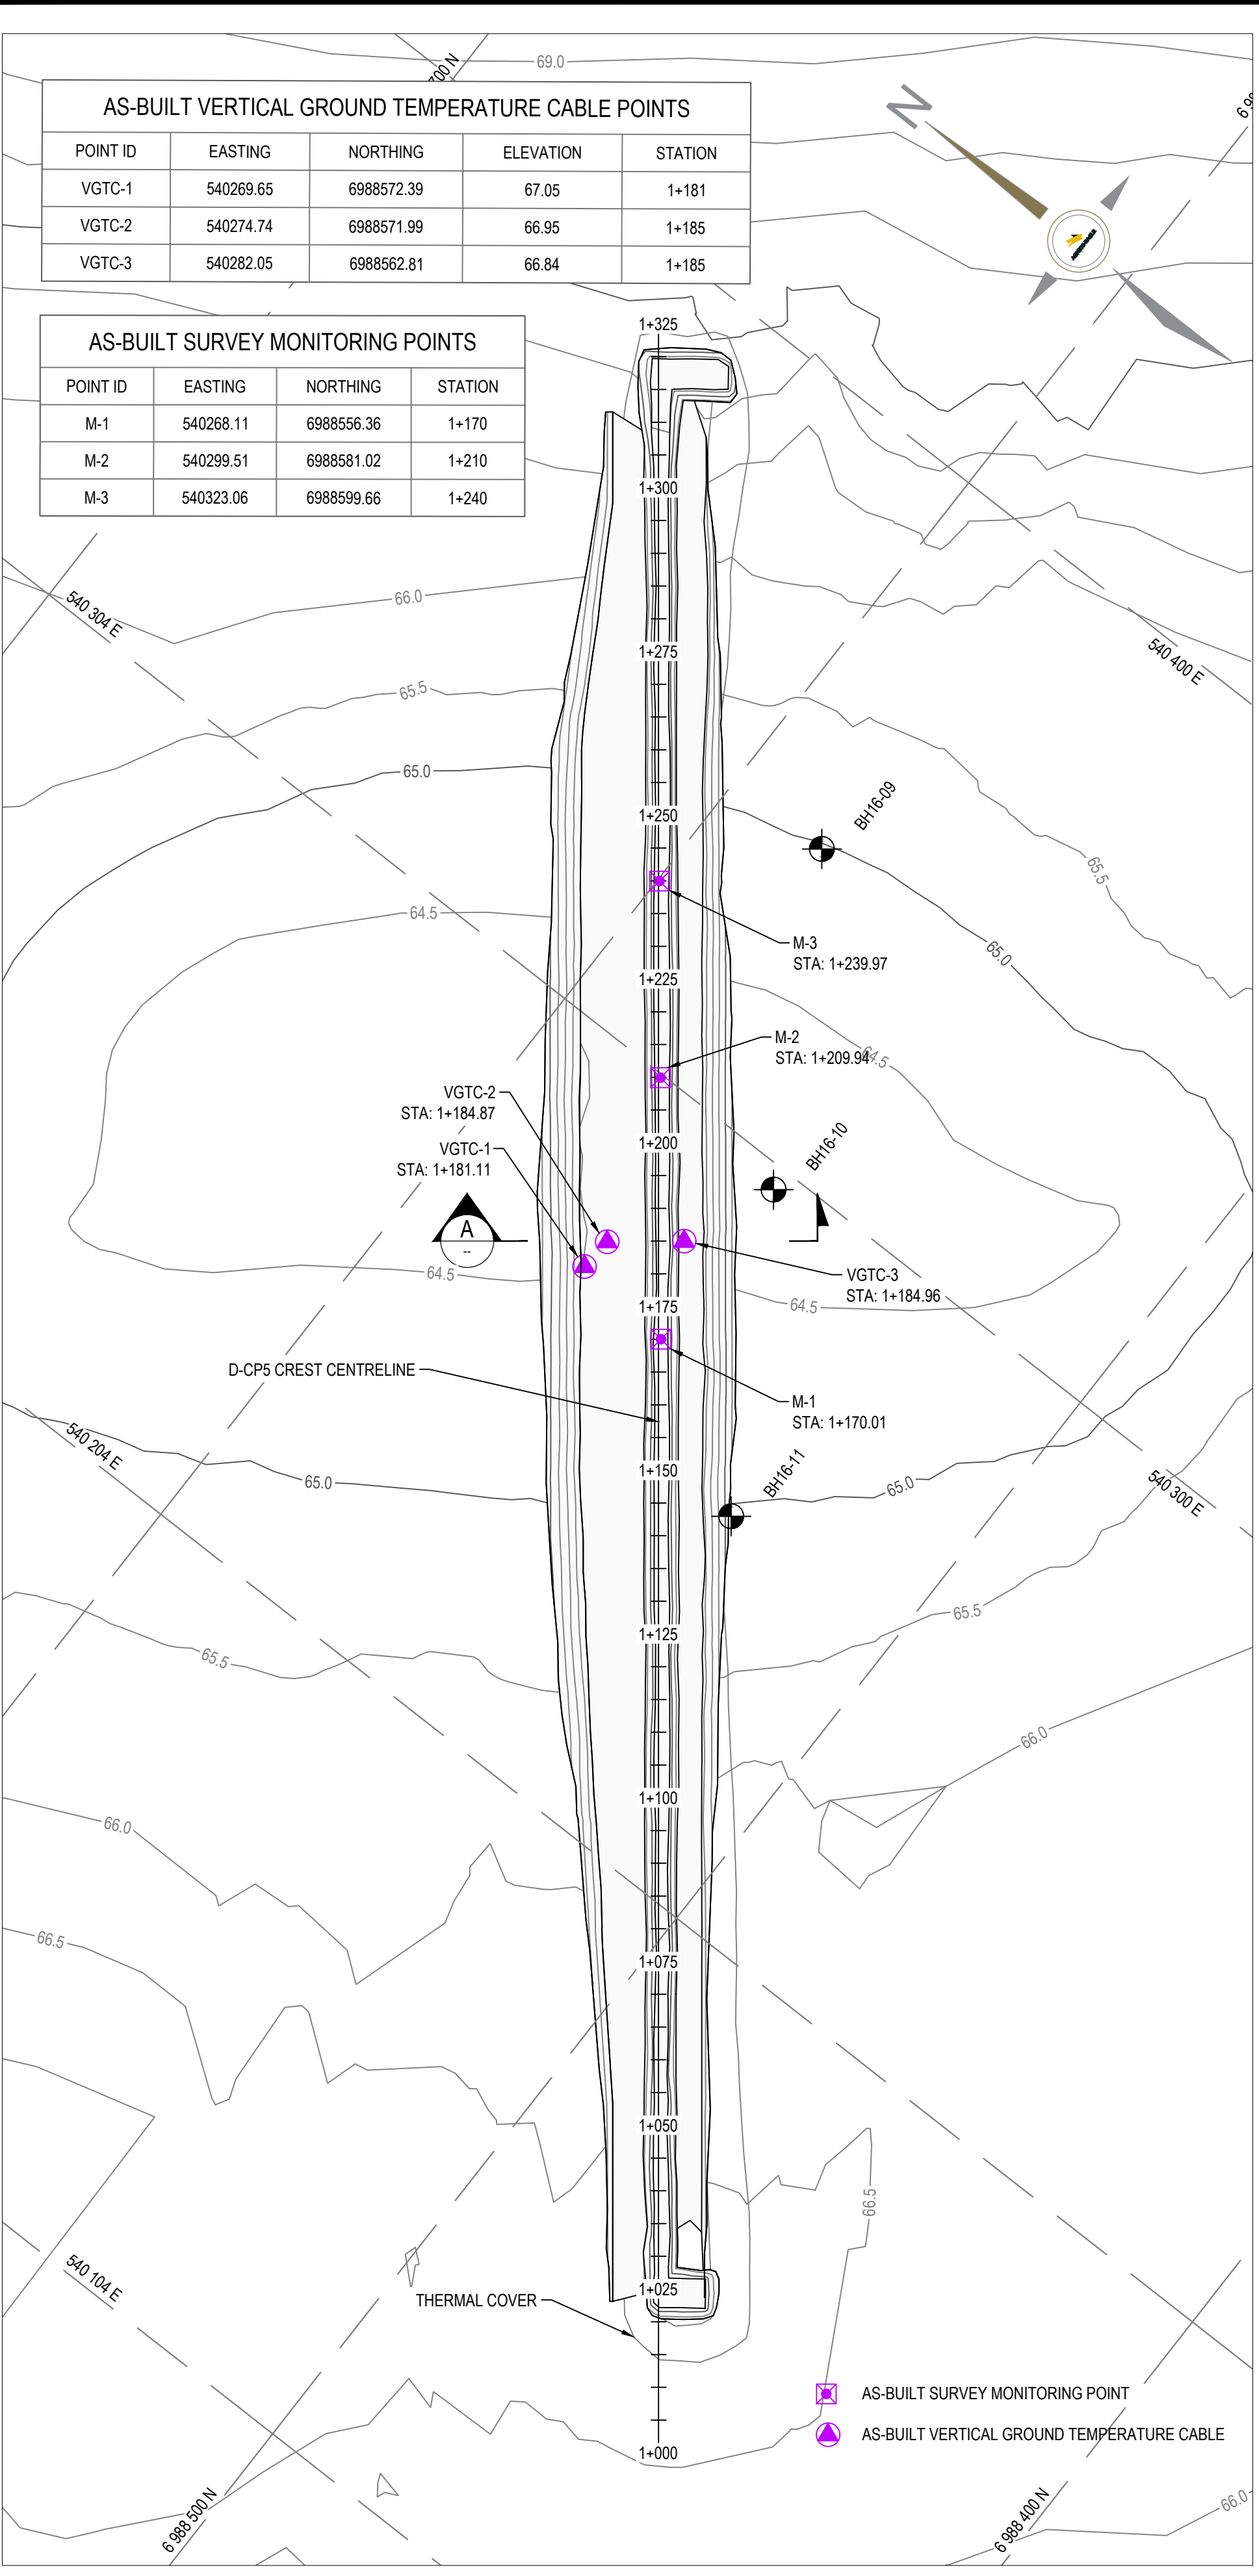 69.0
700 N
AS-BUILT VERTICAL GROUND TEMPERATURE CABLE POINTS
POINT ID EASTING NORTHING ELEVATION STATION
VGTC-1 540269.65 6988572.39 67.05 1+181
VGTC-2 540274.74 6988571.99 66.95 1+185
VGTC-3 540282.05 6988562.81 66.84 1+185
N
AS-BUILT SURVEY MONITORING POINTS
POINT ID EASTING NORTHING STATION
M-1 540268.11 6988556.36 1+170
M-2 540299.51 6988581.02 1+210
M-3 540323.06 6988599.66 1+240
1+325
1+300
66.0
540 304 E
1+275
540 400 E
65.5
65.0
1+250
BH16-09
65.5
64.5
M-3
STA: 1+239.97
65.0
1+225
M-2
STA: 1+209.94
64.5
VGTC-2
STA: 1+184.87
VGTC-1
STA: 1+181.11
1+200
BH16-10
A
--
64.5
VGTC-3
STA: 1+184.96
64.5
1+175
D-CP5 CREST CENTRELINE
M-1
STA: 1+170.01
540 204 E
65.0
1+150
BH16-11
65.0
540 300 E
65.5
1+125
65.5
66.0
1+100
66.0
66.5
1+075
1+050
66.5
540 104 E
1+025
THERMAL COVER
AS-BUILT SURVEY MONITORING POINT
AS-BUILT VERTICAL GROUND TEMPERATURE CABLE
1+000
6 988 500 N
6 988 400 N
66.0